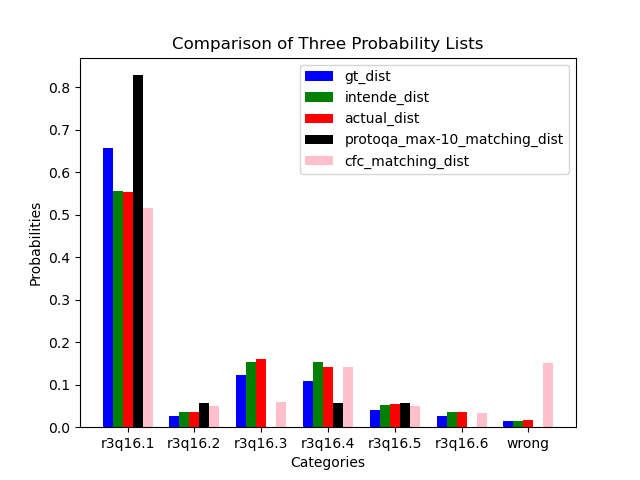 Comparison of Three Probability Lists
gt_dist
intende_dist
actual_dist
protoqa_max-10_matching_dist
cfc_matching_dist
Probabilities
0.8
0.7
0.6
0.5
0.4
0.3
0.2
0.1
0.0
r3q16.1 r3q16.2 r3q16.3 r3q16.4 r3q16.5 r3q16.6 wrong
Categories